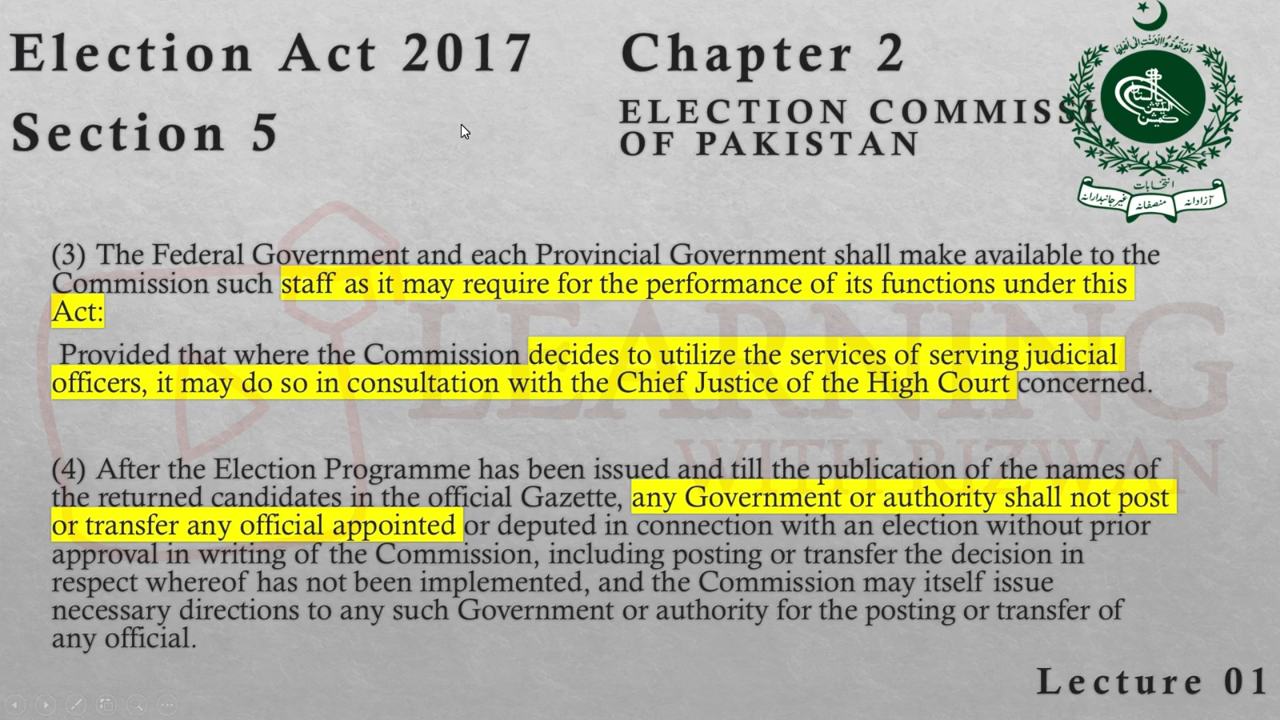 Election Act 2017
Section 5
Chapter 2
ELECTION COMMISSI
OF PAKISTAN
انتخابات
آزادانہ منصفانہ غیرجانبدارانہ
(3) The Federal Government and each Provincial Government shall make available to the
Commission such staff as it may require for the performance of its functions under this
Act:
Provided that where the Commission decides to utilize the services of serving judicial
officers, it may do so in consultation with the Chief Justice of the High Court concerned.
(4) After the Election Programme has been issued and till the publication of the names of
the returned candidates in the official Gazette, any Government or authority shall not post
or transfer any official appointed or deputed in connection with an election without prior
approval in writing of the Commission, including posting or transfer the decision in
respect whereof has not been implemented, and the Commission may itself issue
necessary directions to any such Government or authority for the posting or transfer of
any official.
LEARNING
WITH RIZWAN
Lecture 01